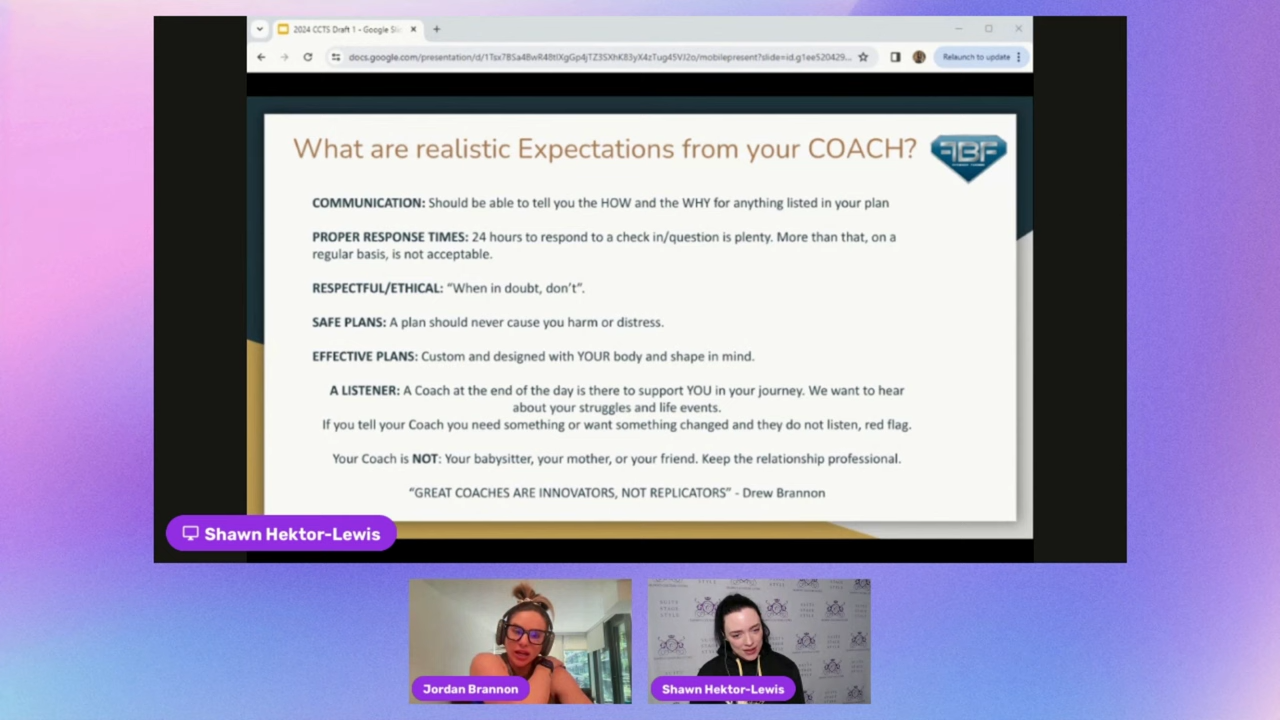 2024 CCTS Draft 1 - Google Sli
Relaunch to update
What are realistic Expectations from your COACH?
FBF
COMMUNICATION: Should be able to tell you the HOW and the WHY for anything listed in your plan
PROPER RESPONSE TIMES: 24 hours to respond to a check in/question is plenty. More than that, on a
regular basis, is not acceptable.
RESPECTFUL/ETHICAL: “When in doubt, don’t”.
SAFE PLANS: A plan should never cause you harm or distress.
EFFECTIVE PLANS: Custom and designed with YOUR body and shape in mind.
A LISTENER: A Coach at the end of the day is there to support YOU in your journey. We want to hear
about your struggles and life events.
If you tell your Coach you need something or want something changed and they do not listen, red flag.
Your Coach is NOT: Your babysitter, your mother, or your friend. Keep the relationship professional.
“GREAT COACHES ARE INNOVATORS, NOT REPLICATORS” - Drew Brannon
Shawn Hektor-Lewis
Jordan Brannon
Shawn Hektor-Lewis